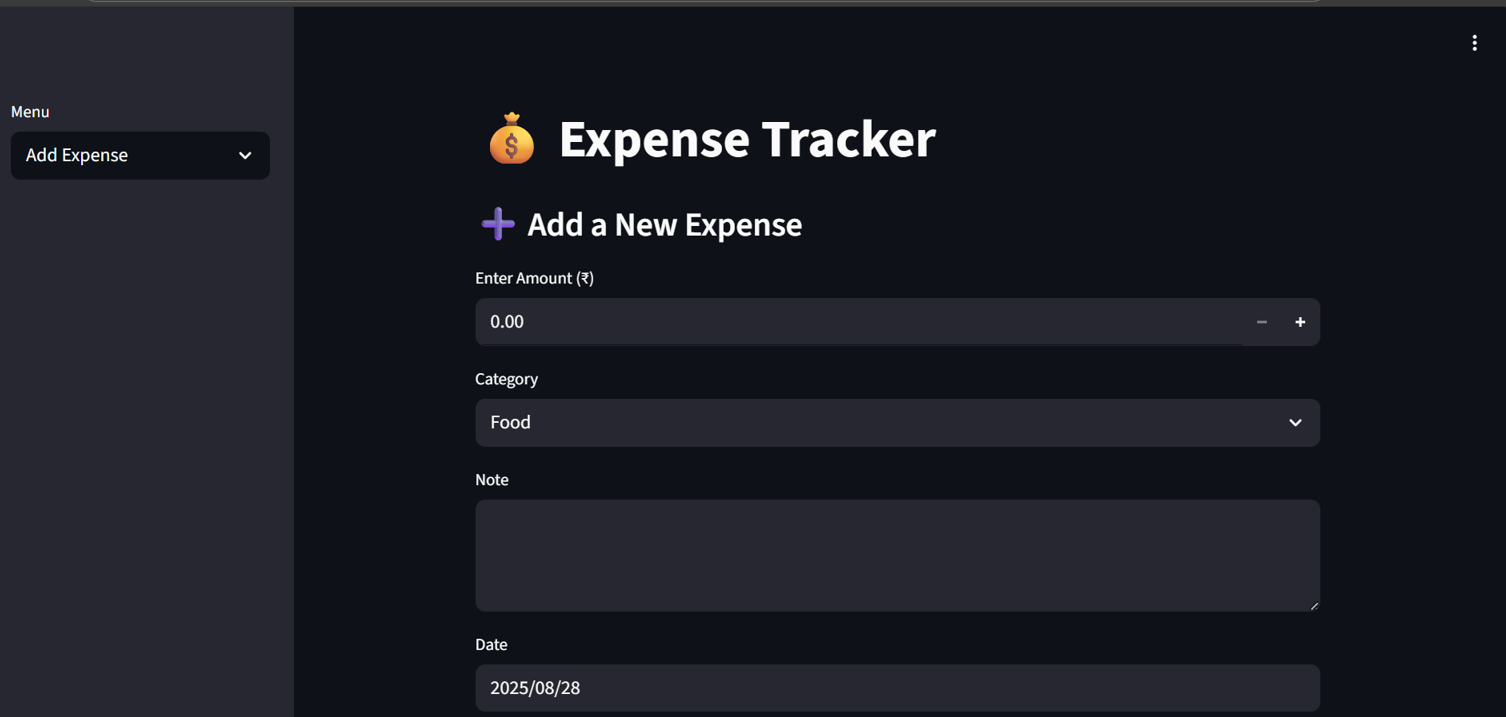 Menu
Add Expense
💰 Expense Tracker
➕ Add a New Expense
Enter Amount (₹)
0.00
Category
Food
Note
Date
2025/08/28